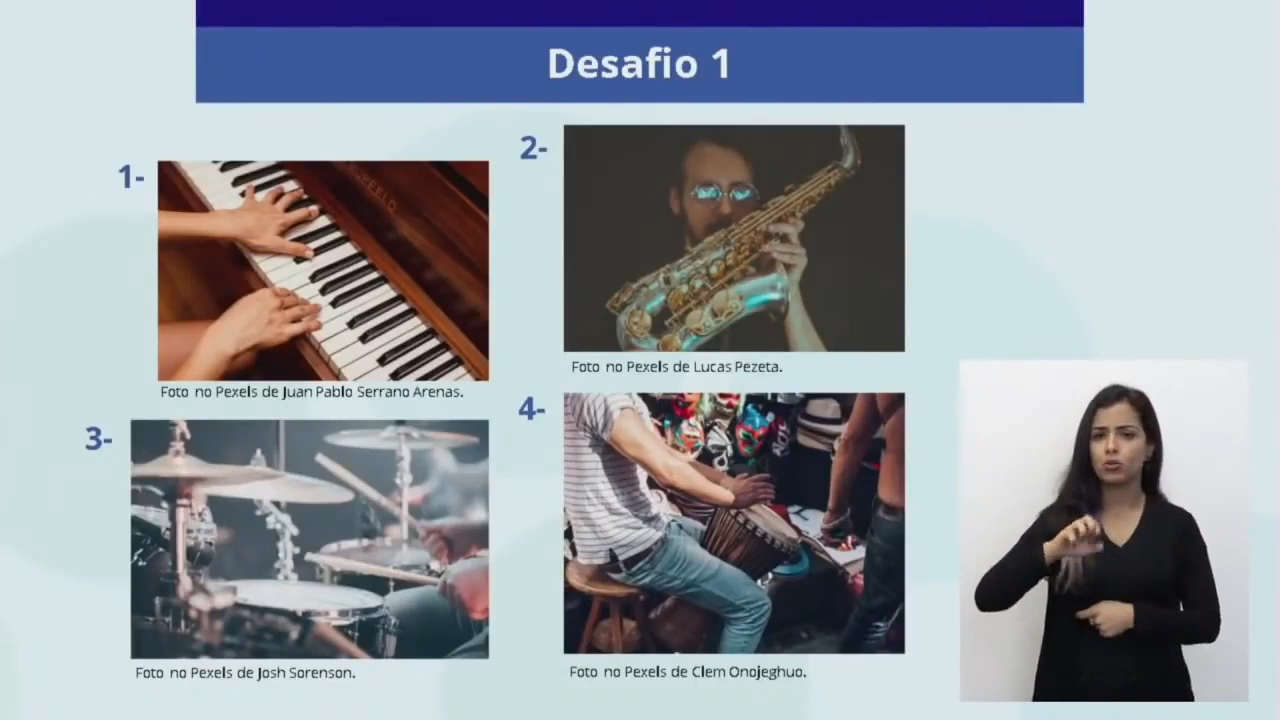 Desafio 1
1-
2-
Foto no Pexels de Juan Pablo Serrano Arenas.
Foto no Pexels de Lucas Pezeta.
3-
4-
Foto no Pexels de Josh Sorenson.
Foto no Pexels de Clem Onojeghuo.